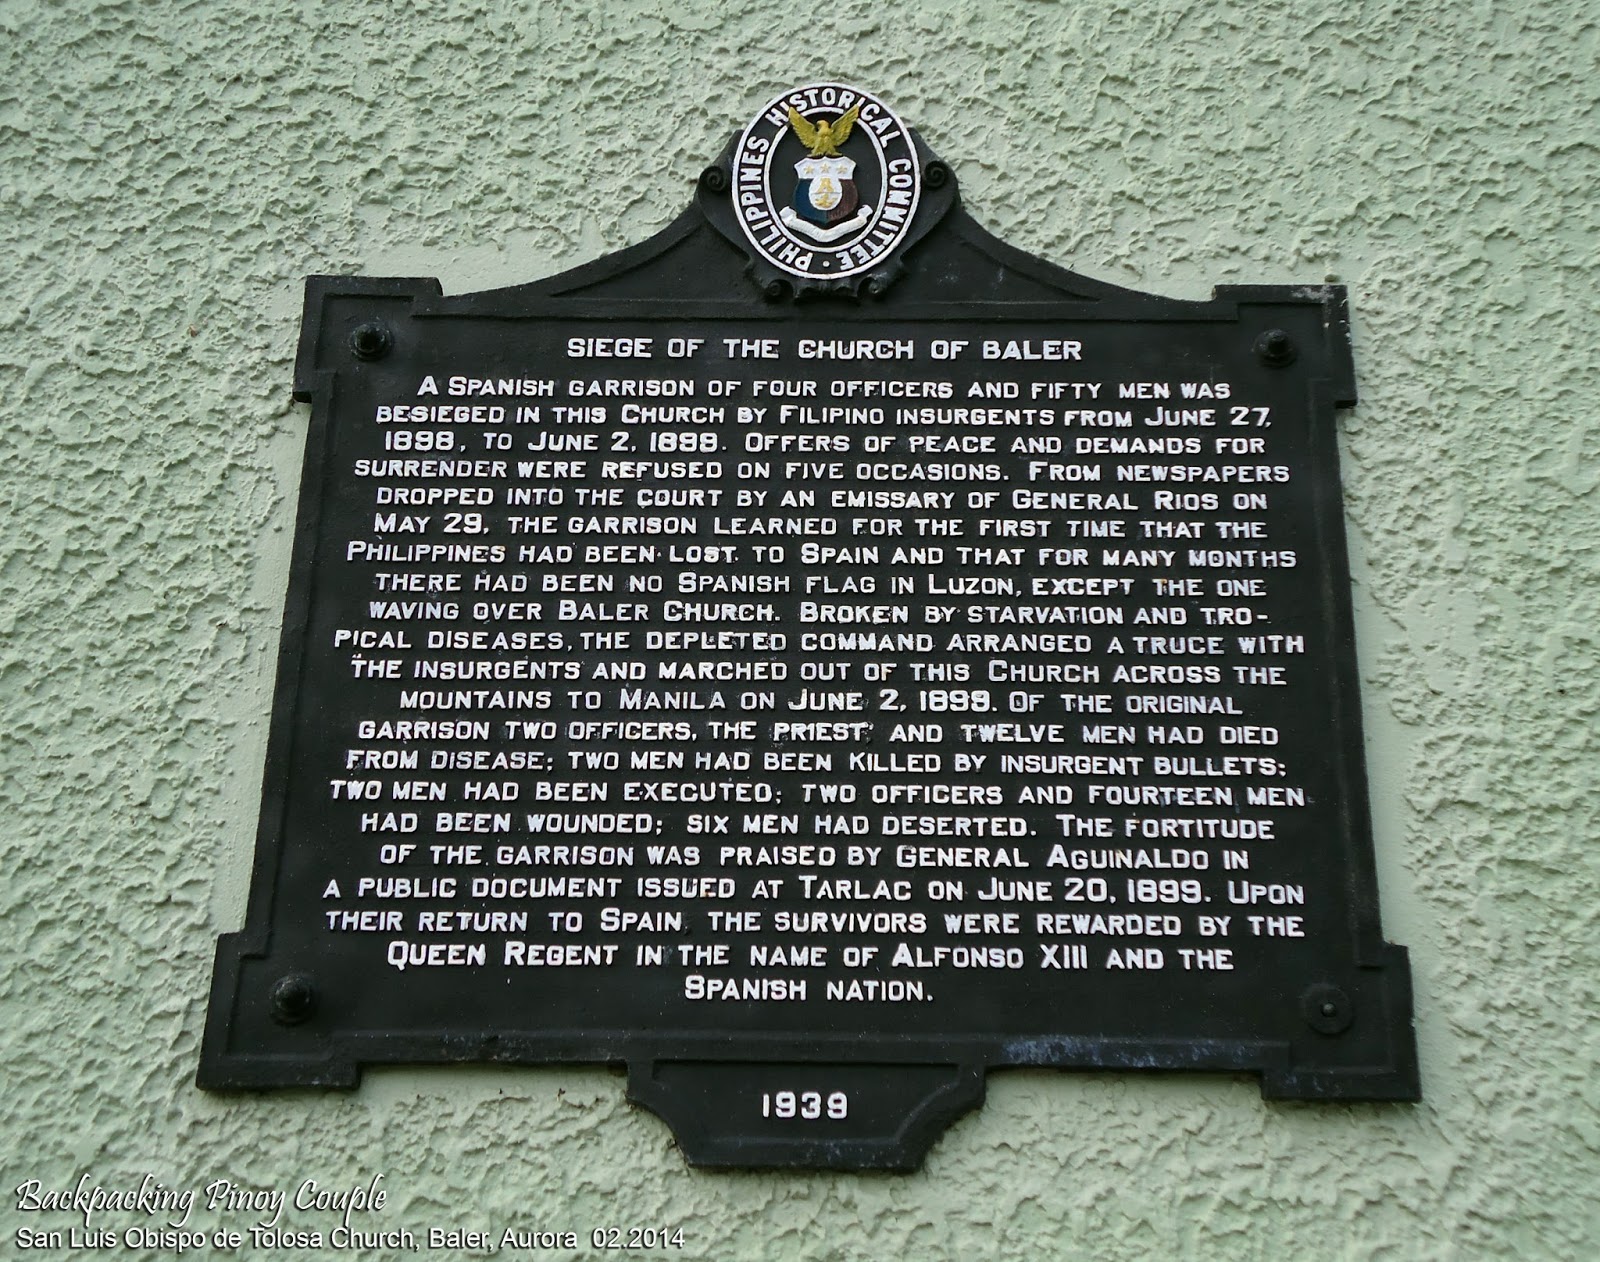 PHILIPPINES HISTORICAL COMMITTEE •
SIEGE OF THE CHURCH OF BALER
A SPANISH GARRISON OF FOUR OFFICERS AND FIFTY MEN WAS
BESIEGED IN THIS CHURCH BY FILIPINO INSURGENTS FROM JUNE 27,
1898, TO JUNE 2, 1899. OFFERS OF PEACE AND DEMANDS FOR
SURRENDER WERE REFUSED ON FIVE OCCASIONS. FROM NEWSPAPERS
DROPPED INTO THE COURT BY AN EMISSARY OF GENERAL RIOS ON
MAY 29, THE GARRISON LEARNED FOR THE FIRST TIME THAT THE
PHILIPPINES HAD BEEN LOST TO SPAIN AND THAT FOR MANY MONTHS
THERE HAD BEEN NO SPANISH FLAG IN LUZON, EXCEPT THE ONE
WAVING OVER BALER CHURCH. BROKEN BY STARVATION AND TRO-
PICAL DISEASES, THE DEPLETED COMMAND ARRANGED A TRUCE WITH
THE INSURGENTS AND MARCHED OUT OF THIS CHURCH ACROSS THE
MOUNTAINS TO MANILA ON JUNE 2, 1899. OF THE ORIGINAL
GARRISON TWO OFFICERS, THE PRIEST, AND TWELVE MEN HAD DIED
FROM DISEASE; TWO MEN HAD BEEN KILLED BY INSURGENT BULLETS;
TWO MEN HAD BEEN EXECUTED; TWO OFFICERS AND FOURTEEN MEN
HAD BEEN WOUNDED; SIX MEN HAD DESERTED. THE FORTITUDE
OF THE GARRISON WAS PRAISED BY GENERAL AGUINALDO IN
A PUBLIC DOCUMENT ISSUED AT TARLAC ON JUNE 20, 1899. UPON
THEIR RETURN TO SPAIN, THE SURVIVORS WERE REWARDED BY THE
QUEEN REGENT IN THE NAME OF ALFONSO XIII AND THE
SPANISH NATION.
1939
Backpacking Pinoy Couple
San Luis Obispo de Tolosa Church, Baler, Aurora 02.2014